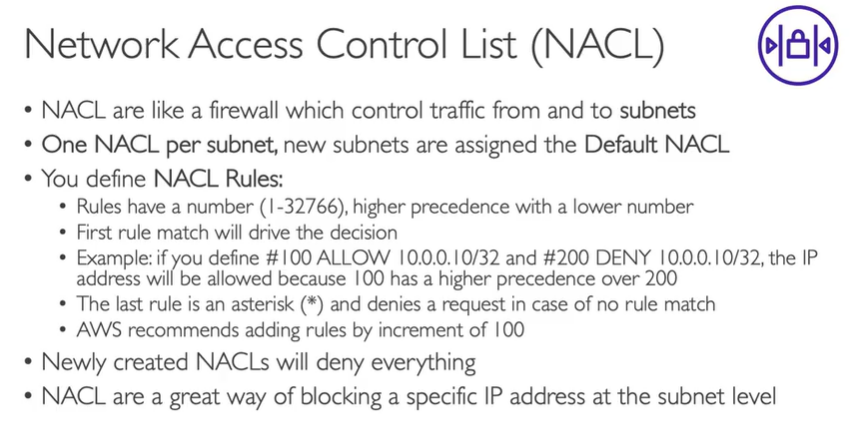 Network Access Control List (NACL)
• NACL are like a firewall which control traffic from and to subnets
• One NACL per subnet, new subnets are assigned the Default NACL
• You define NACL Rules:
• Rules have a number (1-32766), higher precedence with a lower number
• First rule match will drive the decision
• Example: if you define #100 ALLOW 10.0.0.10/32 and #200 DENY 10.0.0.10/32, the IP
address will be allowed because 100 has a higher precedence over 200
• The last rule is an asterisk (*) and denies a request in case of no rule match
• AWS recommends adding rules by increment of 100
• Newly created NACLs will deny everything
• NACL are a great way of blocking a specific IP address at the subnet level